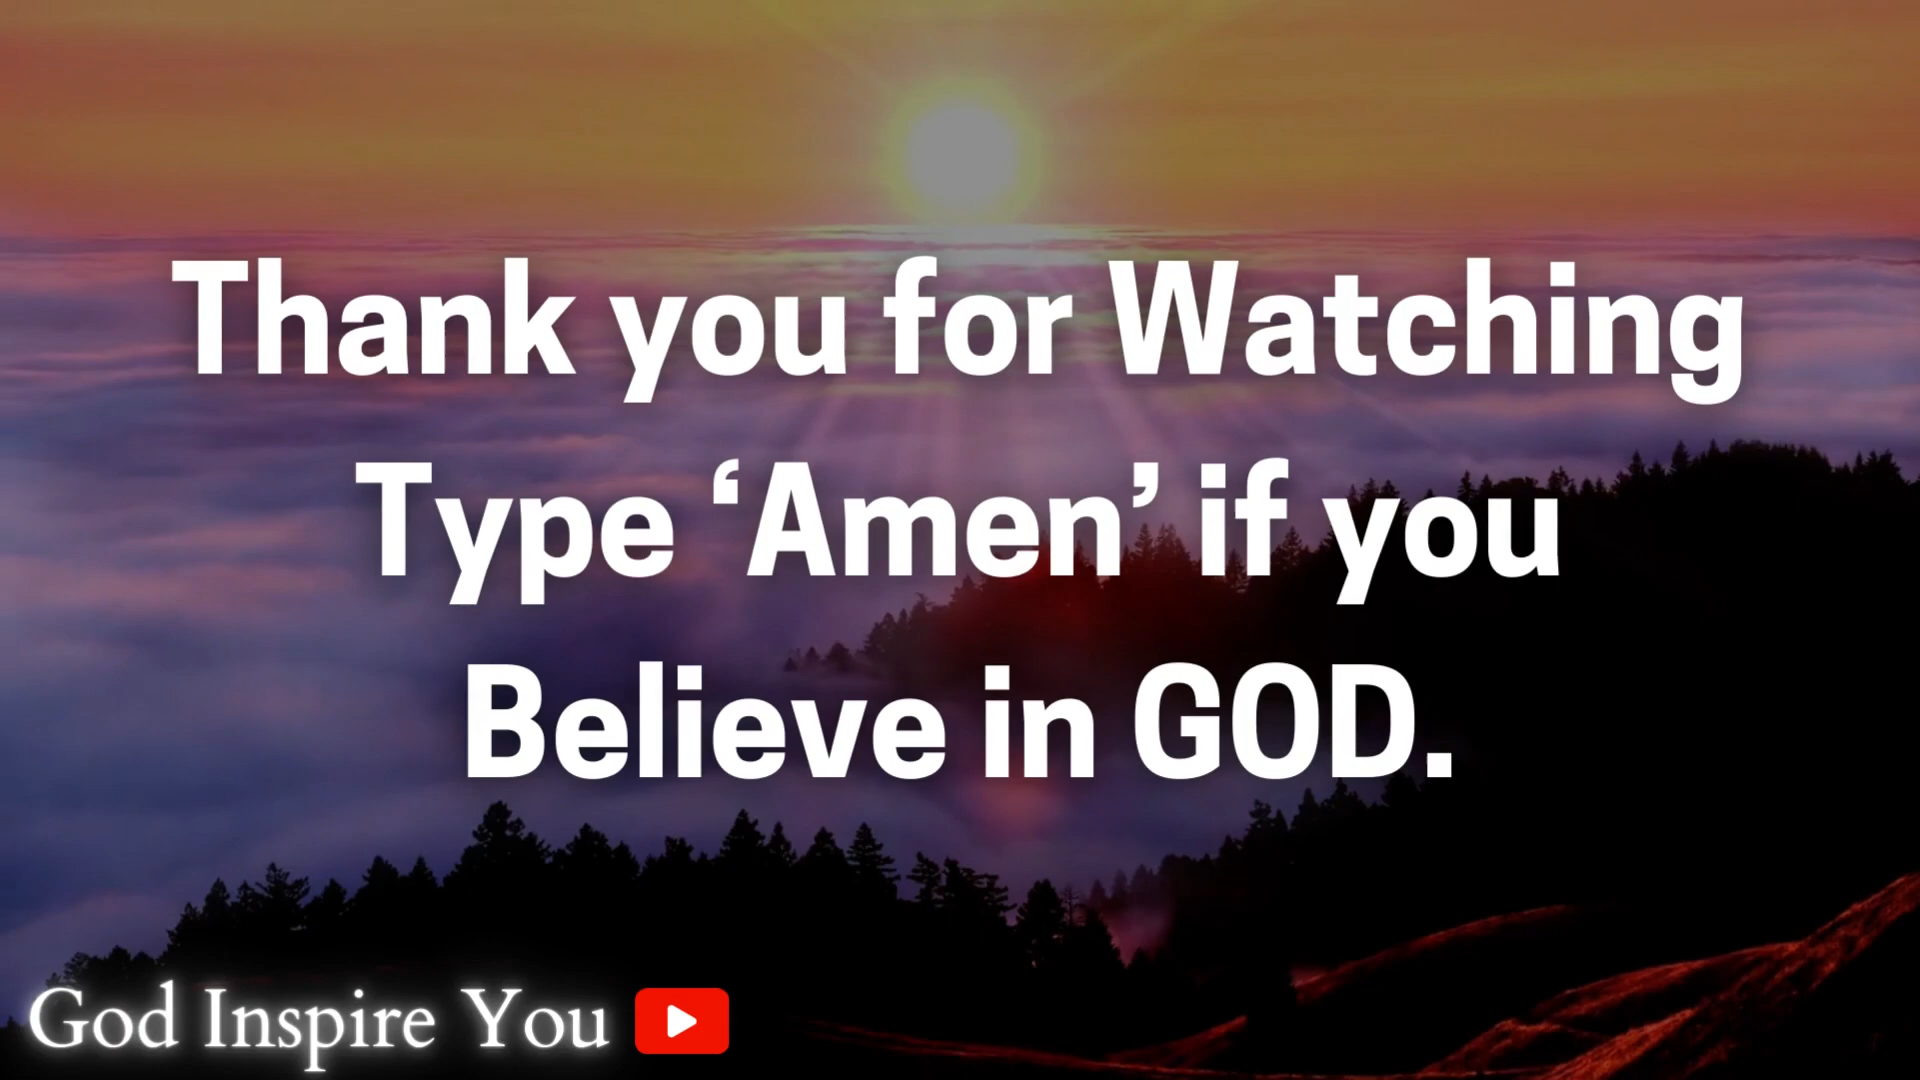 Thank you for Watching
Type ‘Amen’ if you
Believe in GOD.
God Inspire You